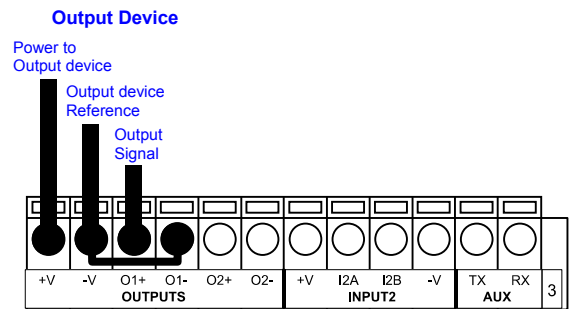 Output Device
Power to
Output device
Output device
Reference
Output
Signal
+V -V O1+ O1- O2+ O2- +V I2A I2B -V TX RX 3
OUTPUTS INPUT2 AUX